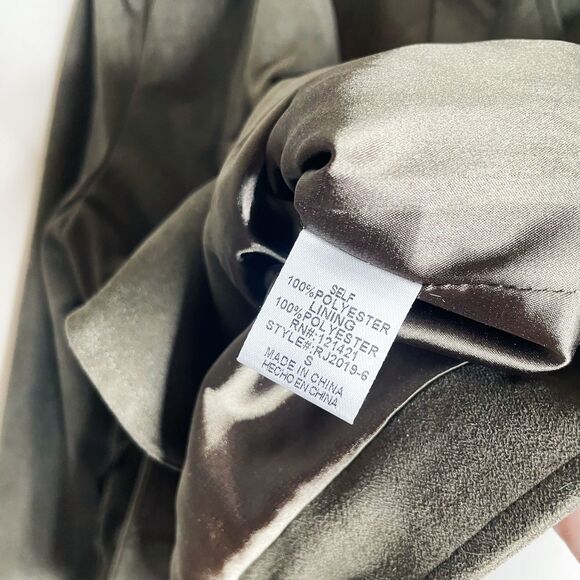 SELF
100%POLYESTER
LINING
100%POLYESTER
RN#:121421
STYLE#:RJ2019-6
S
MADE IN CHINA
HECHO EN CHINA